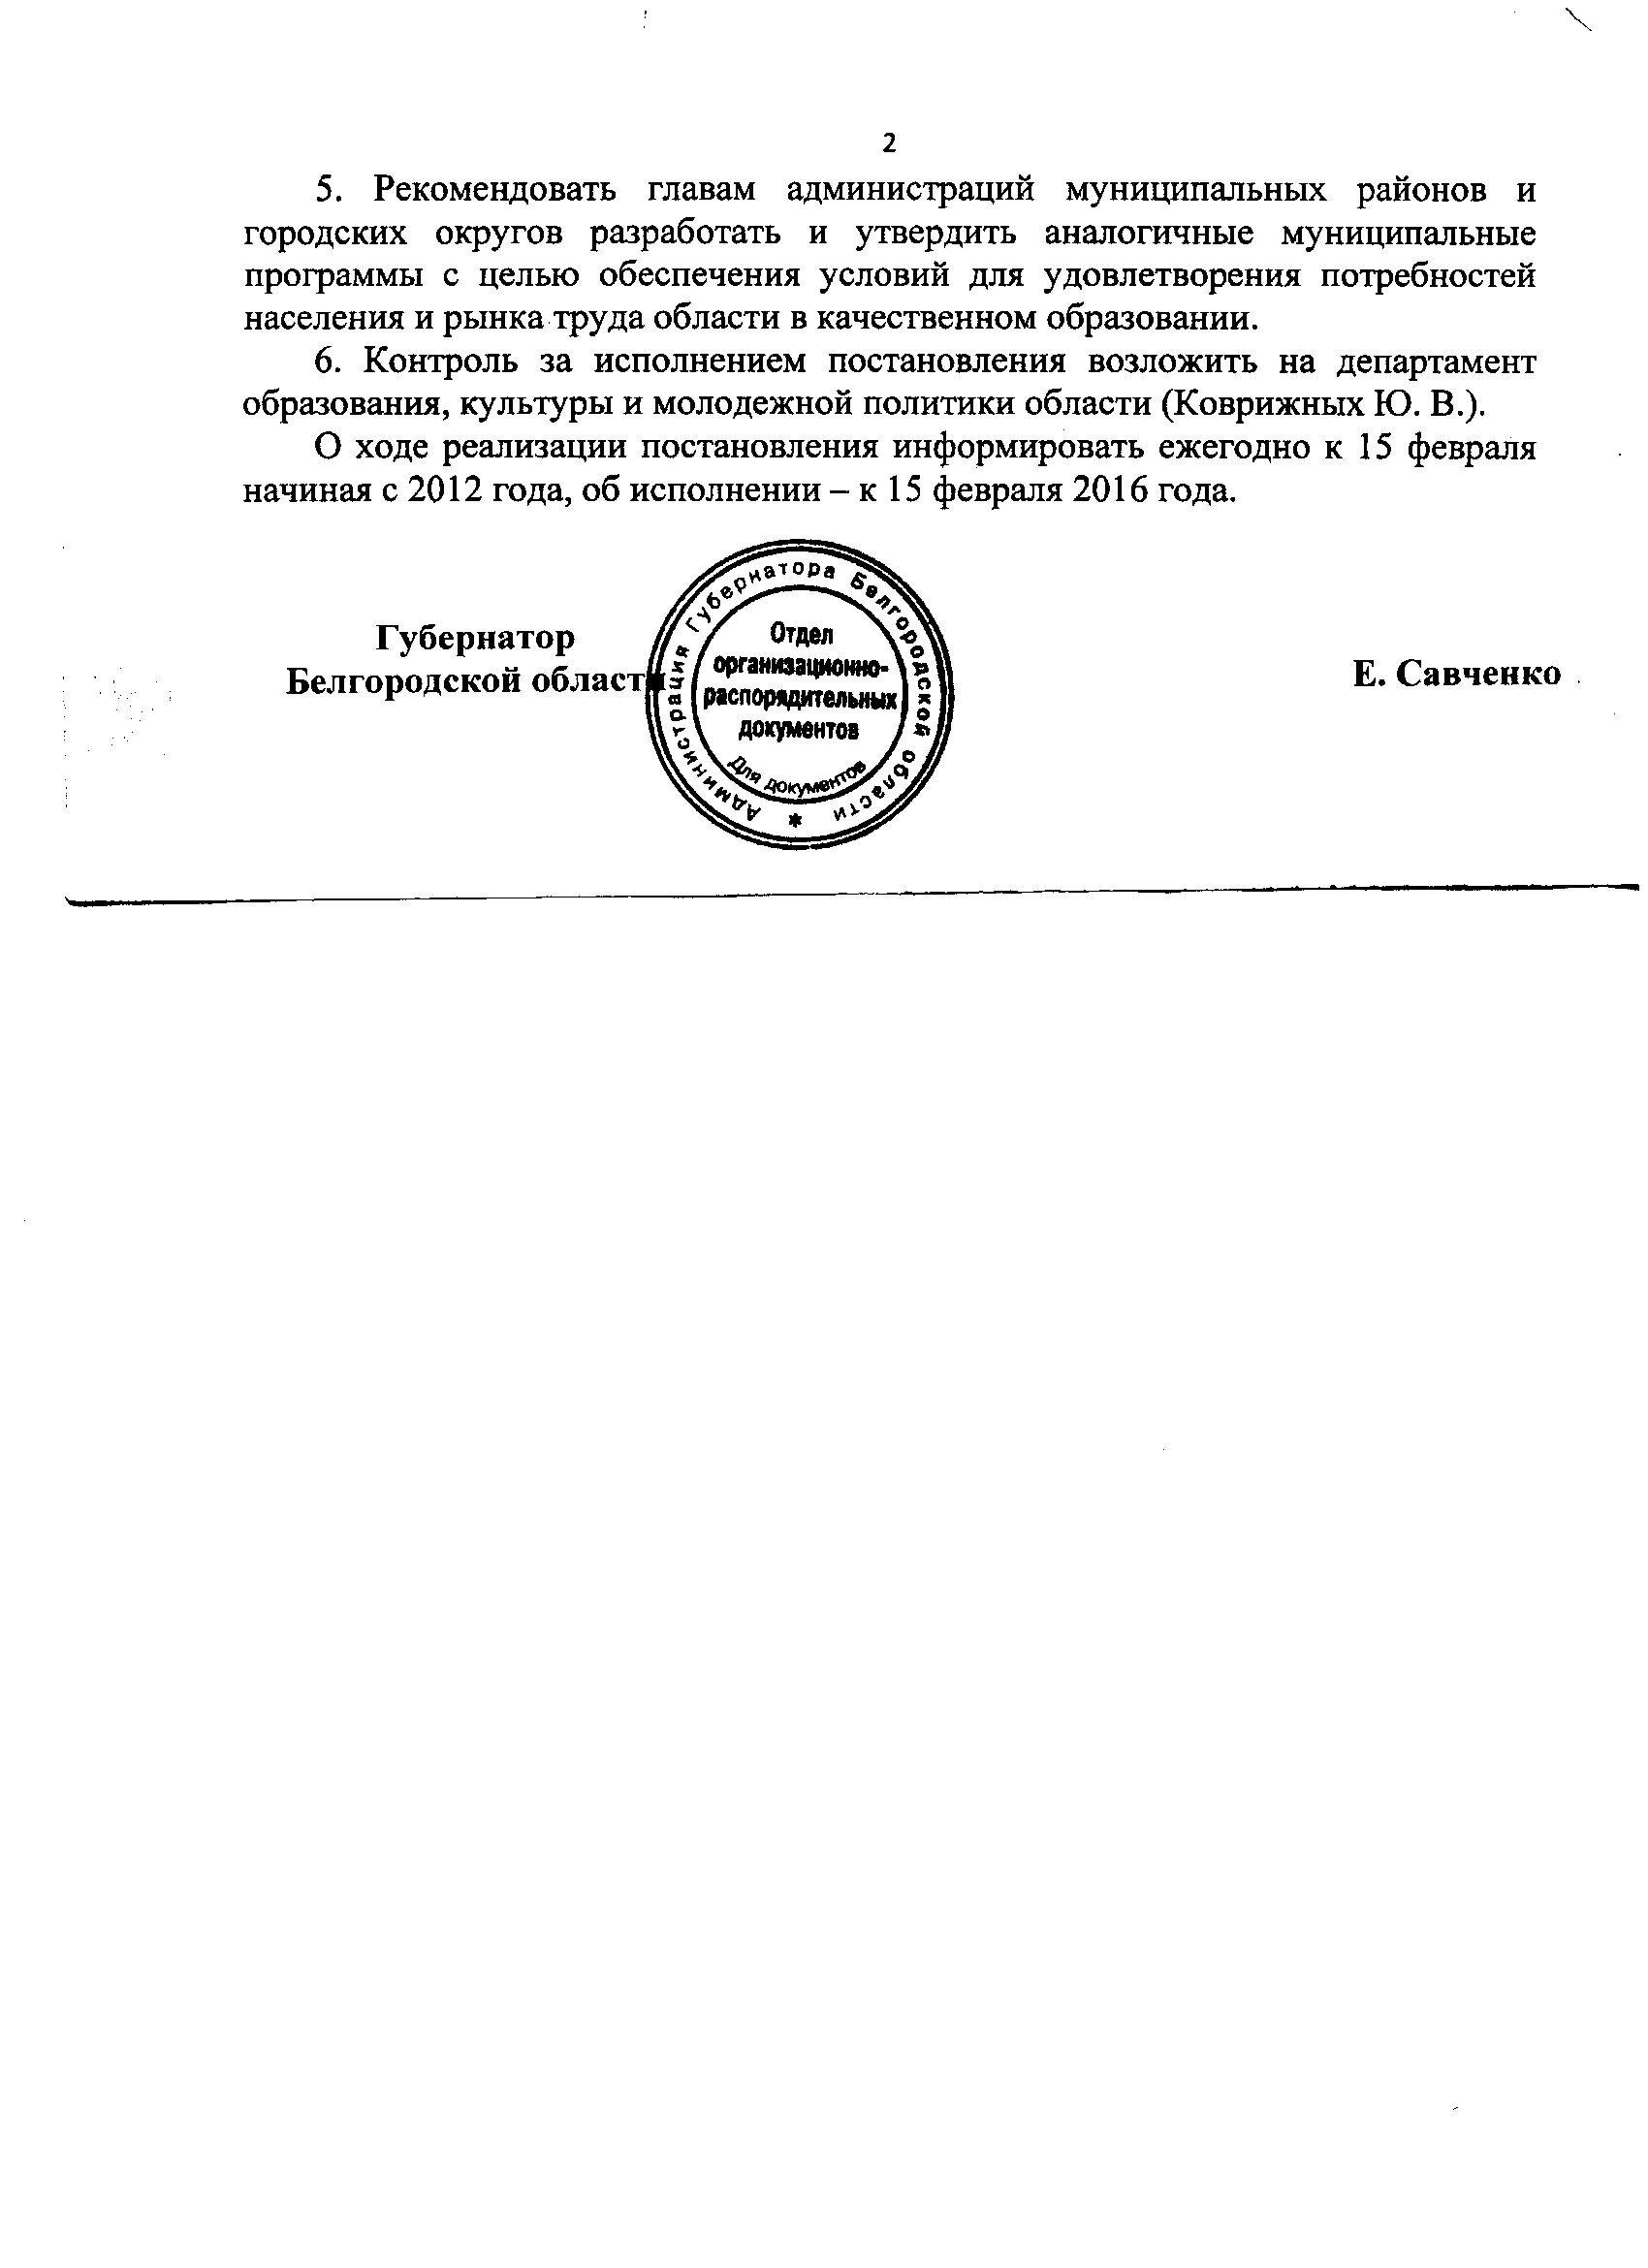 2
5. Рекомендовать главам администраций муниципальных районов и
городских округов разработать и утвердить аналогичные муниципальные
программы с целью обеспечения условий для удовлетворения потребностей
населения и рынка труда области в качественном образовании.
6. Контроль за исполнением постановления возложить на департамент
образования, культуры и молодежной политики области (Коврижных Ю. В.).
О ходе реализации постановления информировать ежегодно к 15 февраля
начиная с 2012 года, об исполнении – к 15 февраля 2016 года.
Губернатор
Белгородской области
Администрация Губернатора Белгородской области
*
Отдел
организационно-
распорядительных
документов
Для документов
Е. Савченко